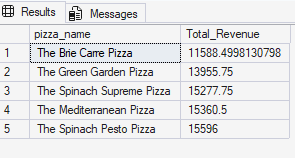 Results Messages
pizza_name Total_Revenue
1 The Brie Carre Pizza 11588.4998130798
2 The Green Garden Pizza 13955.75
3 The Spinach Supreme Pizza 15277.75
4 The Mediterranean Pizza 15360.5
5 The Spinach Pesto Pizza 15596